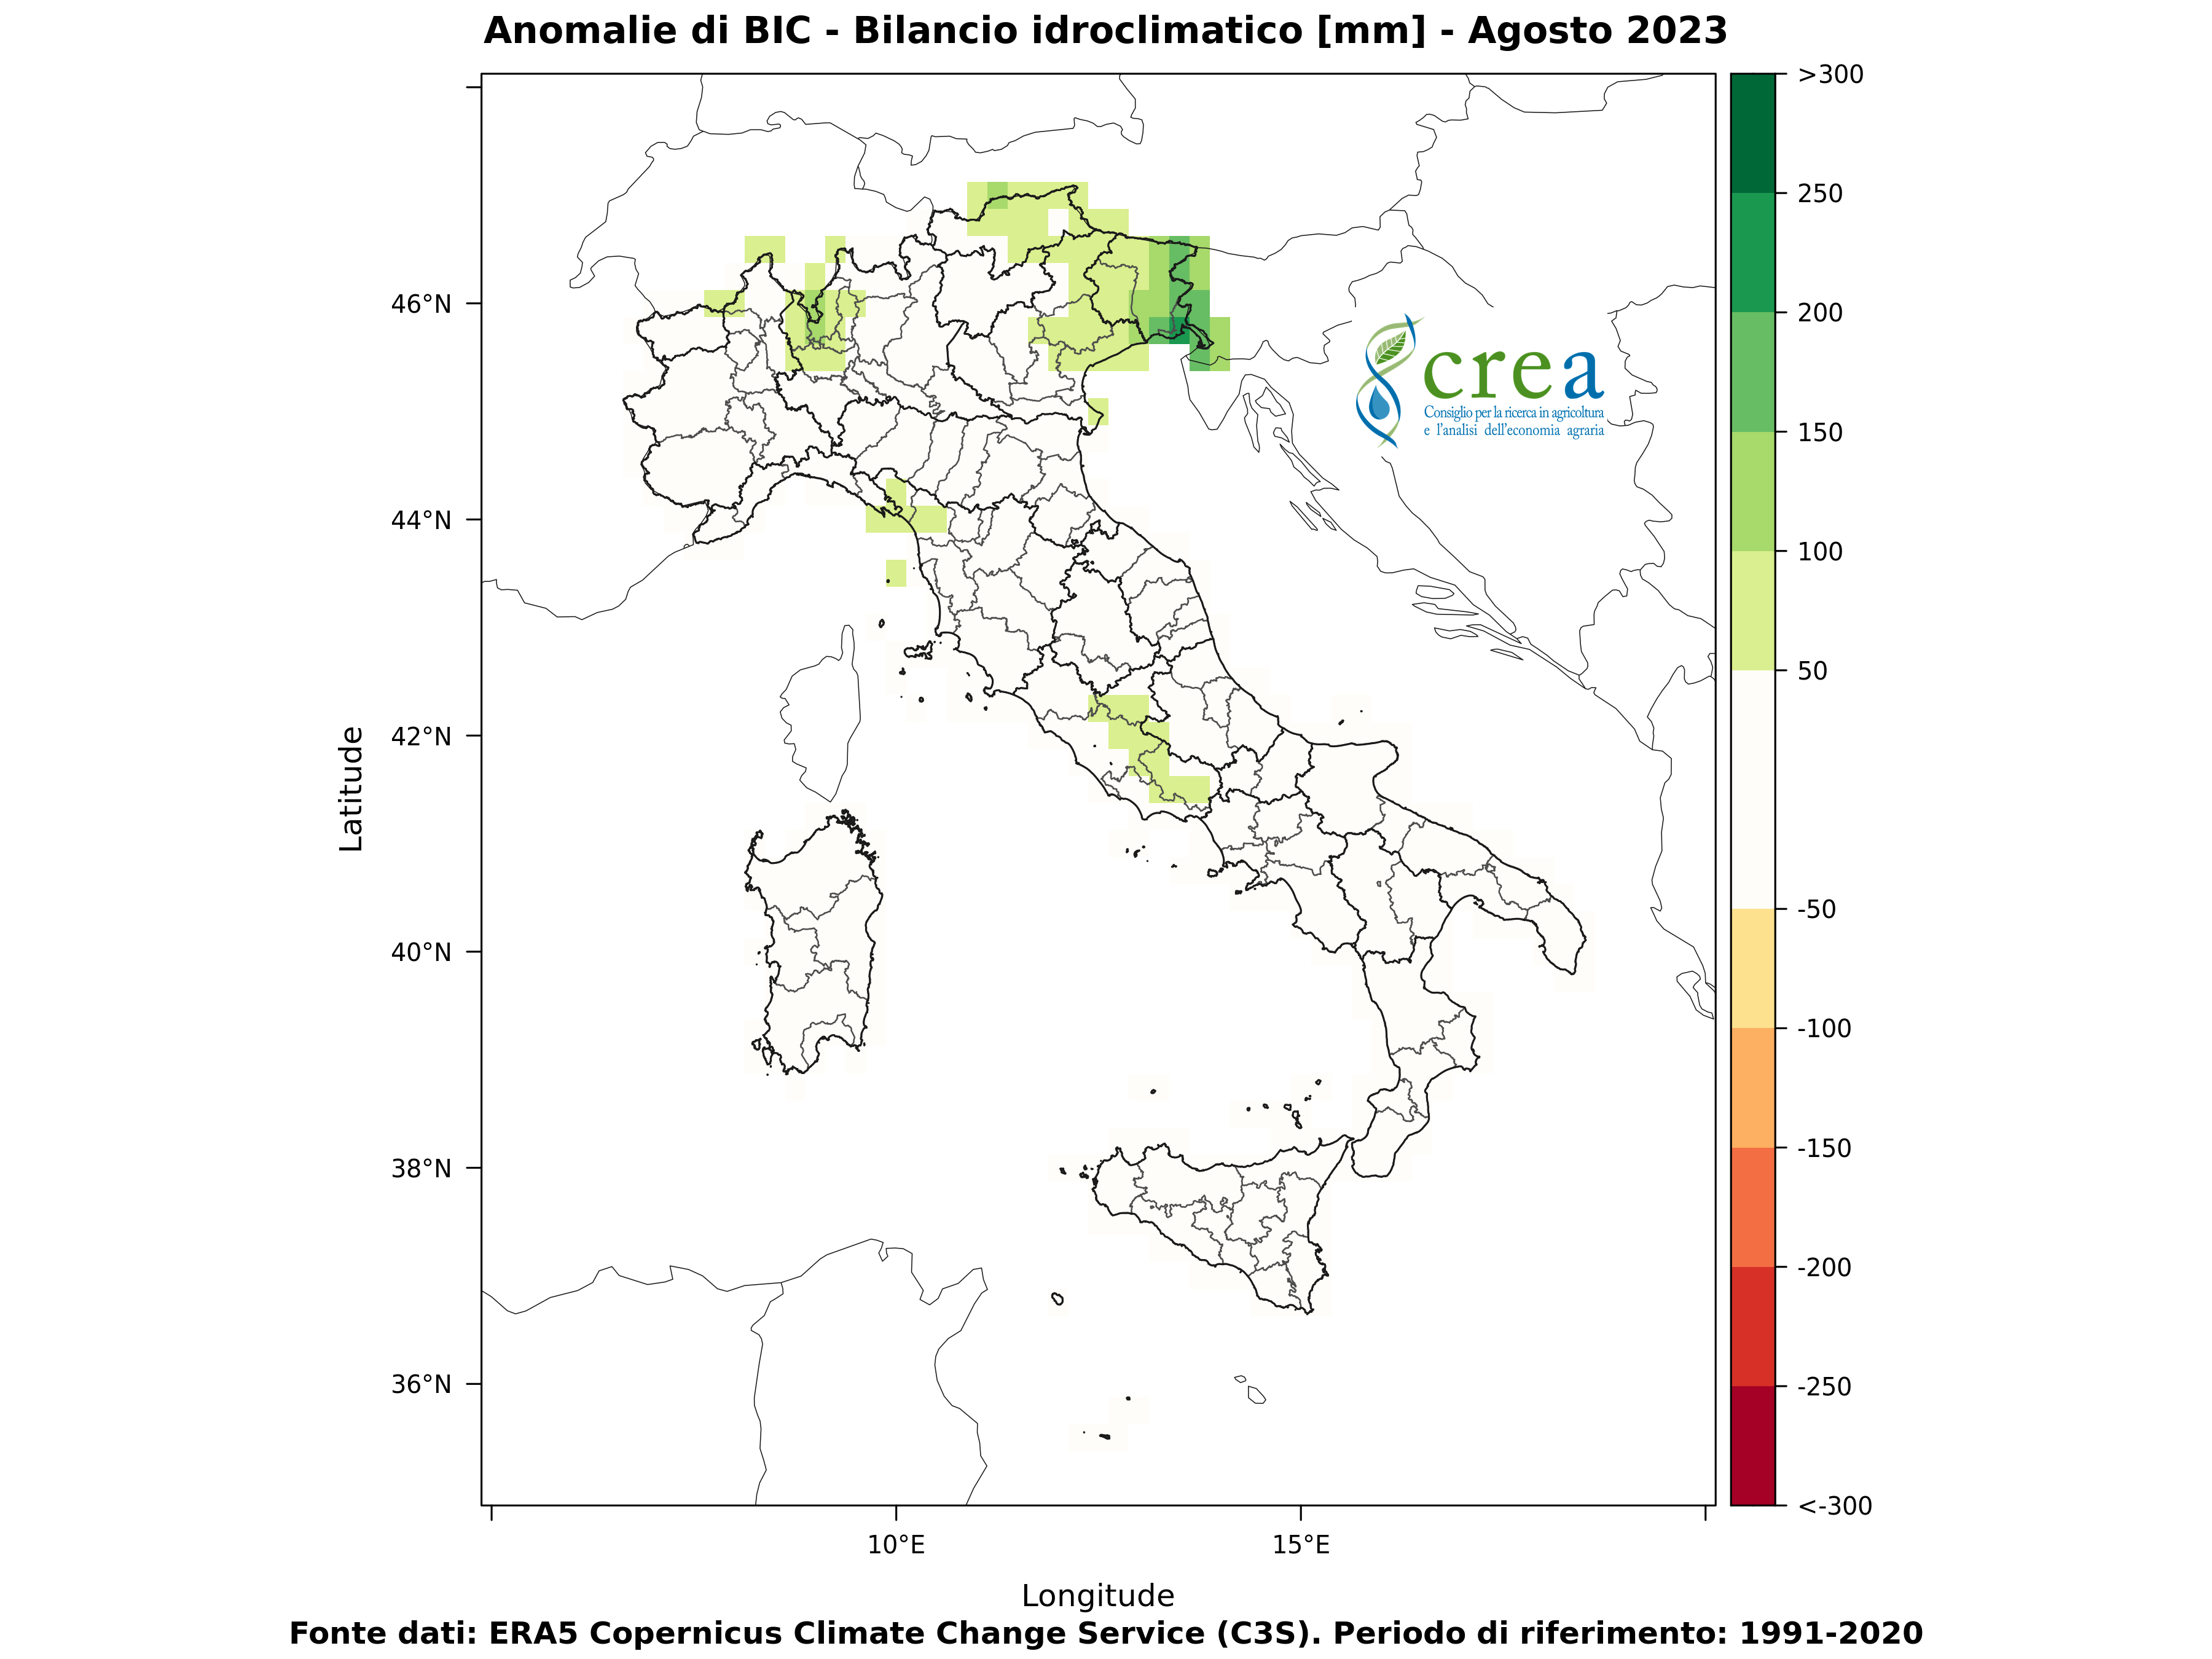 Anomalie di BIC - Bilancio idroclimatico [mm] - Agosto 2023
>300
250
200
150
100
50
-50
-100
-150
-200
-250
<-300
46°N
44°N
42°N
40°N
38°N
36°N
Latitude
crea
Consiglio per la ricerca in agricoltura
e l'analisi dell'economia agraria
10°E
15°E
Longitude
Fonte dati: ERA5 Copernicus Climate Change Service (C3S). Periodo di riferimento: 1991-2020